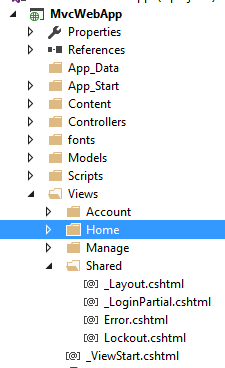 MvcWebApp
Properties
References
App_Data
App_Start
Content
Controllers
fonts
Models
Scripts
Views
Account
Home
Manage
Shared
_Layout.cshtml
_LoginPartial.cshtml
Error.cshtml
Lockout.cshtml
_ViewStart.cshtml